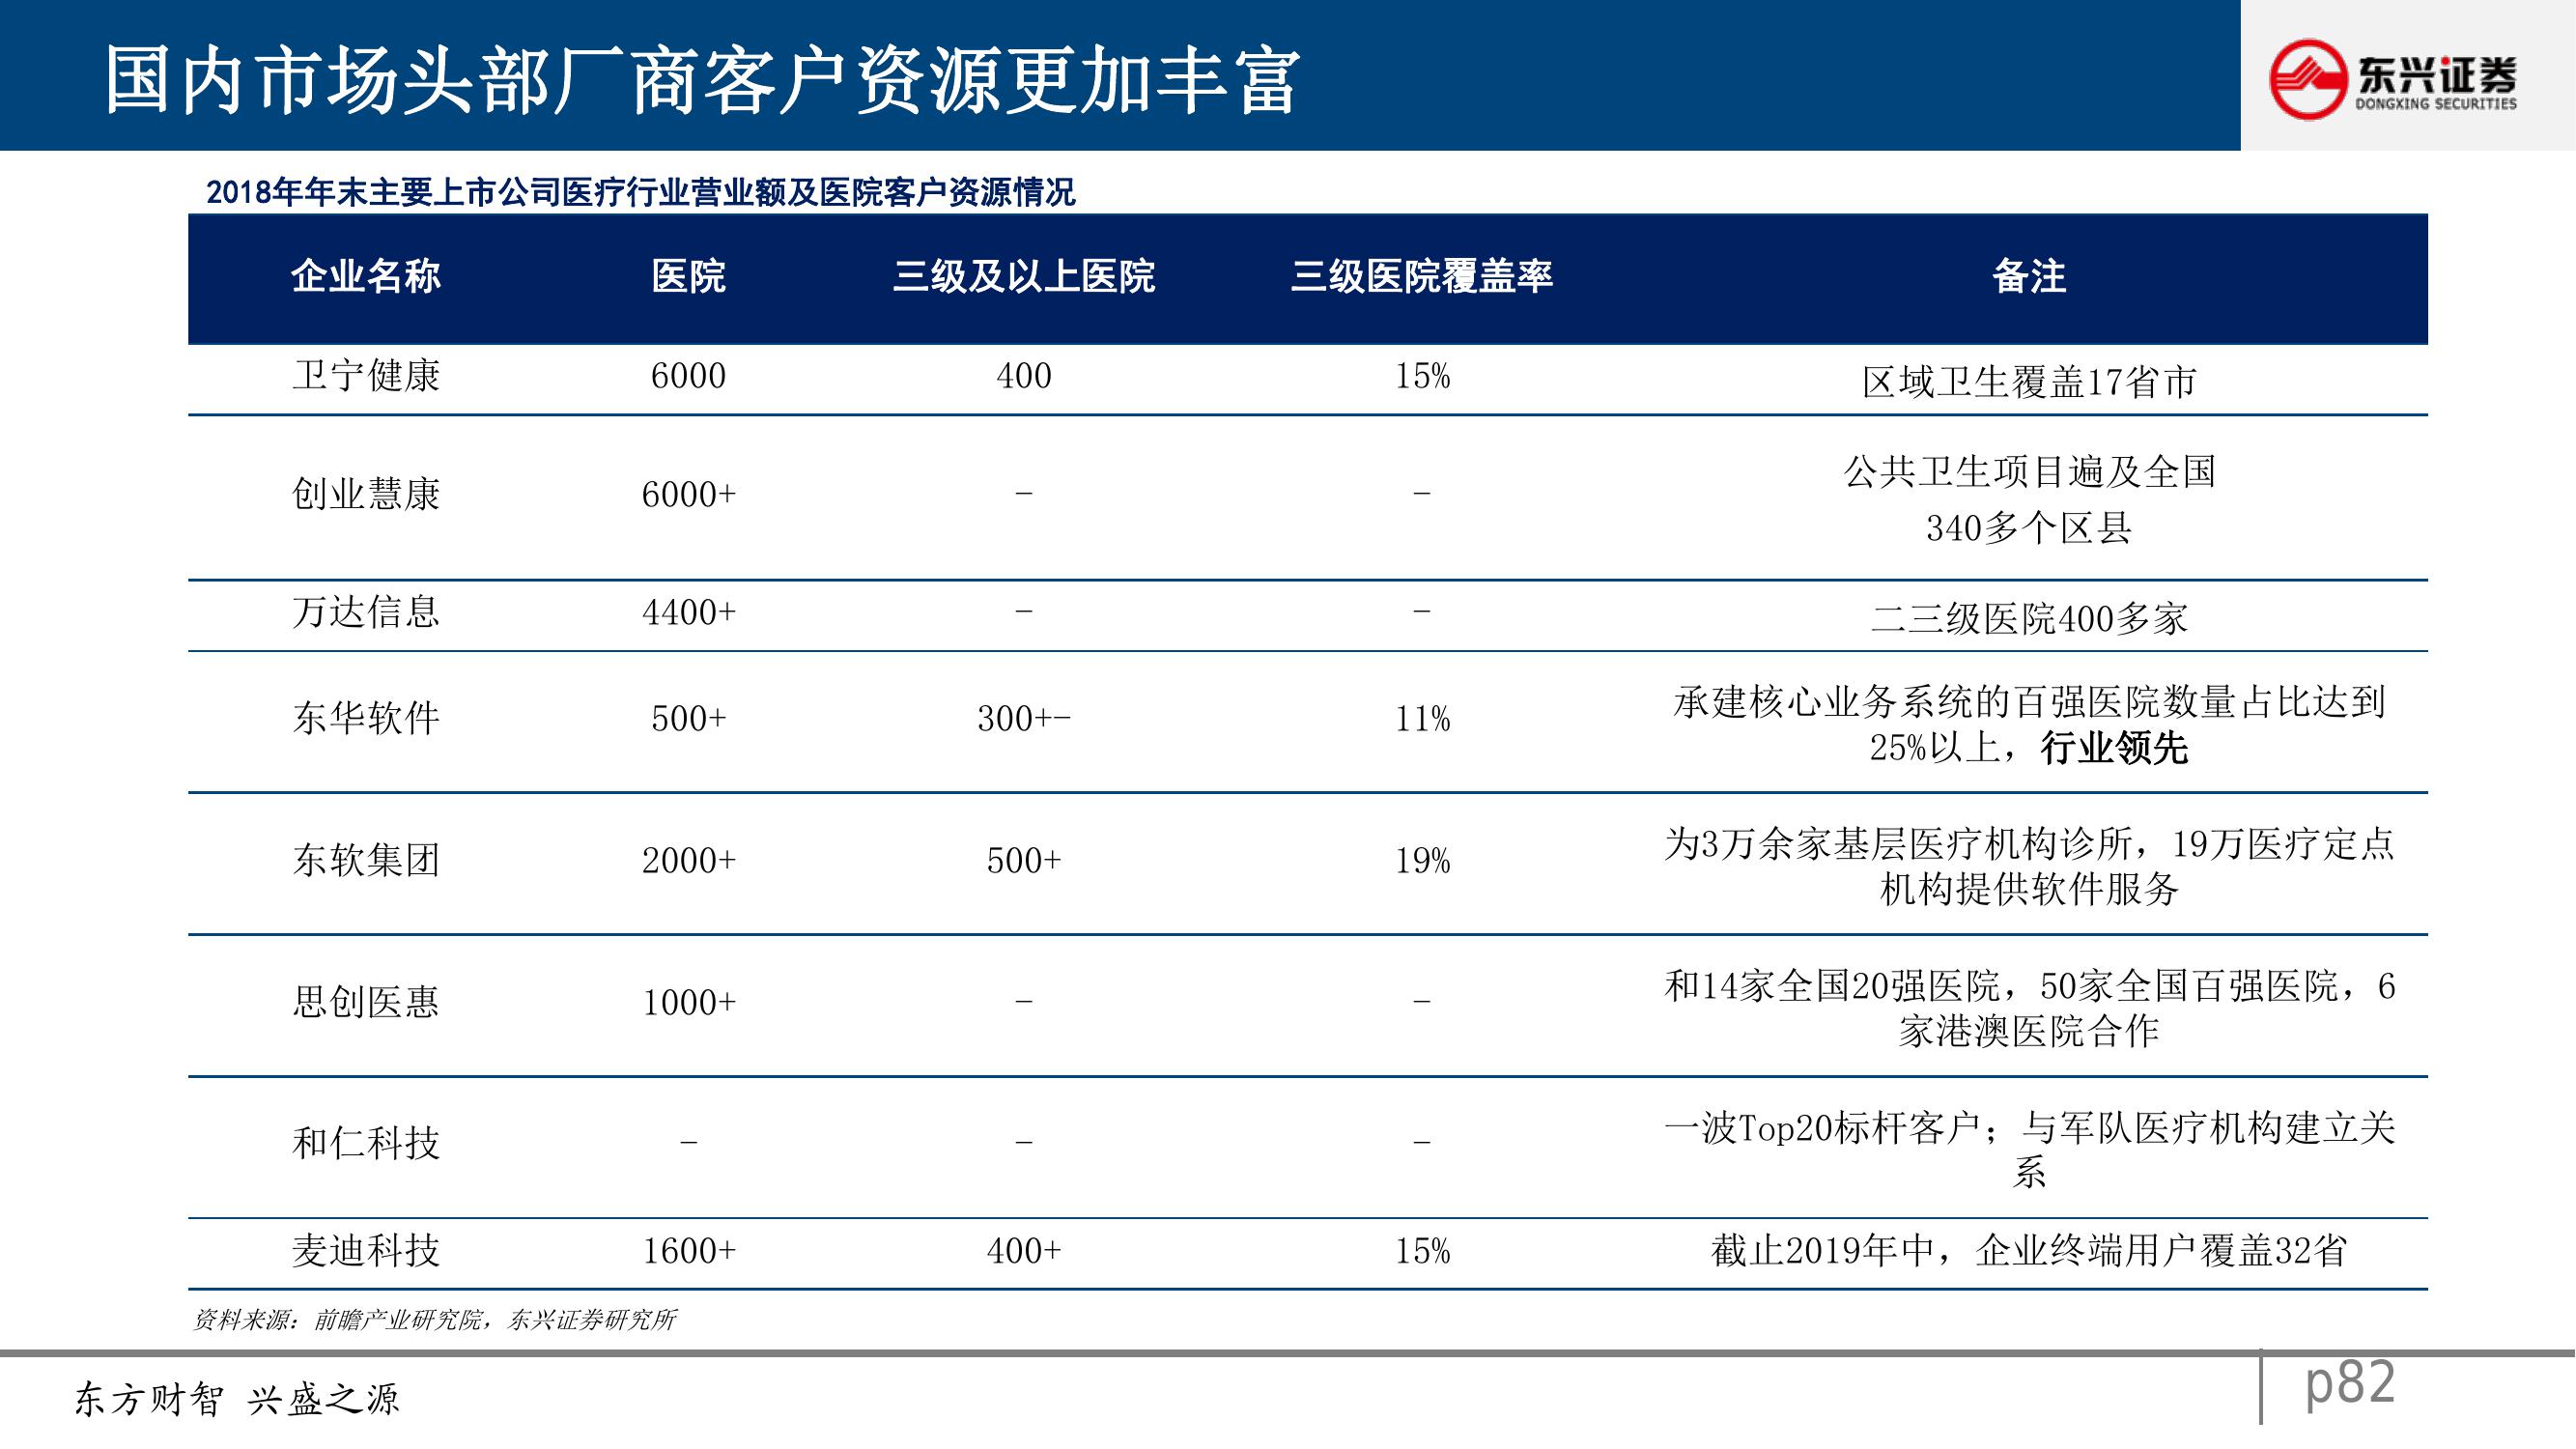 国内市场头部厂商客户资源更加丰富
东兴证券
DONGXING SECURITIES
2018年年末主要上市公司医疗行业营业额及医院客户资源情况
企业名称 医院 三级及以上医院 三级医院覆盖率 备注
卫宁健康 6000 400 15% 区域卫生覆盖17省市
创业慧康 6000+ - - 公共卫生项目遍及全国
340多个区县
万达信息 4400+ - - 二三级医院400多家
东华软件 500+ 300+- 11% 承建核心业务系统的百强医院数量占比达到
25%以上，行业领先
东软集团 2000+ 500+ 19% 为3万余家基层医疗机构诊所，19万医疗定点
机构提供软件服务
思创医惠 1000+ - - 和14家全国20强医院，50家全国百强医院，6
家港澳医院合作
和仁科技 - - - 一波Top20标杆客户；与军队医疗机构建立关
系
麦迪科技 1600+ 400+ 15% 截止2019年中，企业终端用户覆盖32省
资料来源：前瞻产业研究院，东兴证券研究所
东方财智 兴盛之源
p82